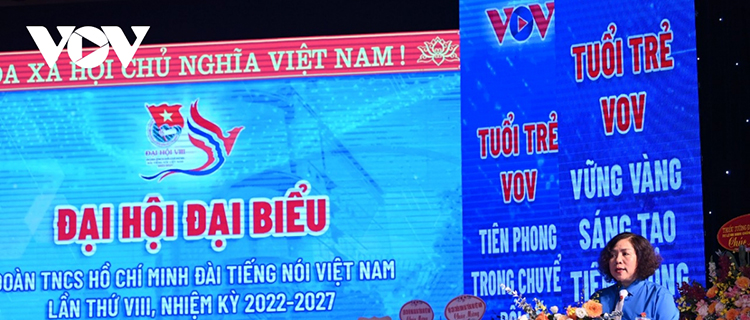 VOV
A XÃ HỘI CHỦ NGHĨA VIỆT NAM!
ĐẠI HỘI VIII
ĐẠI HỘI ĐẠI BIỂU
ĐOÀN TNCS HỒ CHÍ MINH ĐÀI TIẾNG NÓI VIỆT NAM
LẦN THỨ VIII, NHIỆM KỲ 2022-2027
VOV
TUỔI TRẺ
VOV
TIÊN PHONG
TRONG CHUYỂ
TUỔI TRẺ
VOV
VỮNG VÀNG
SÁNG TẠO